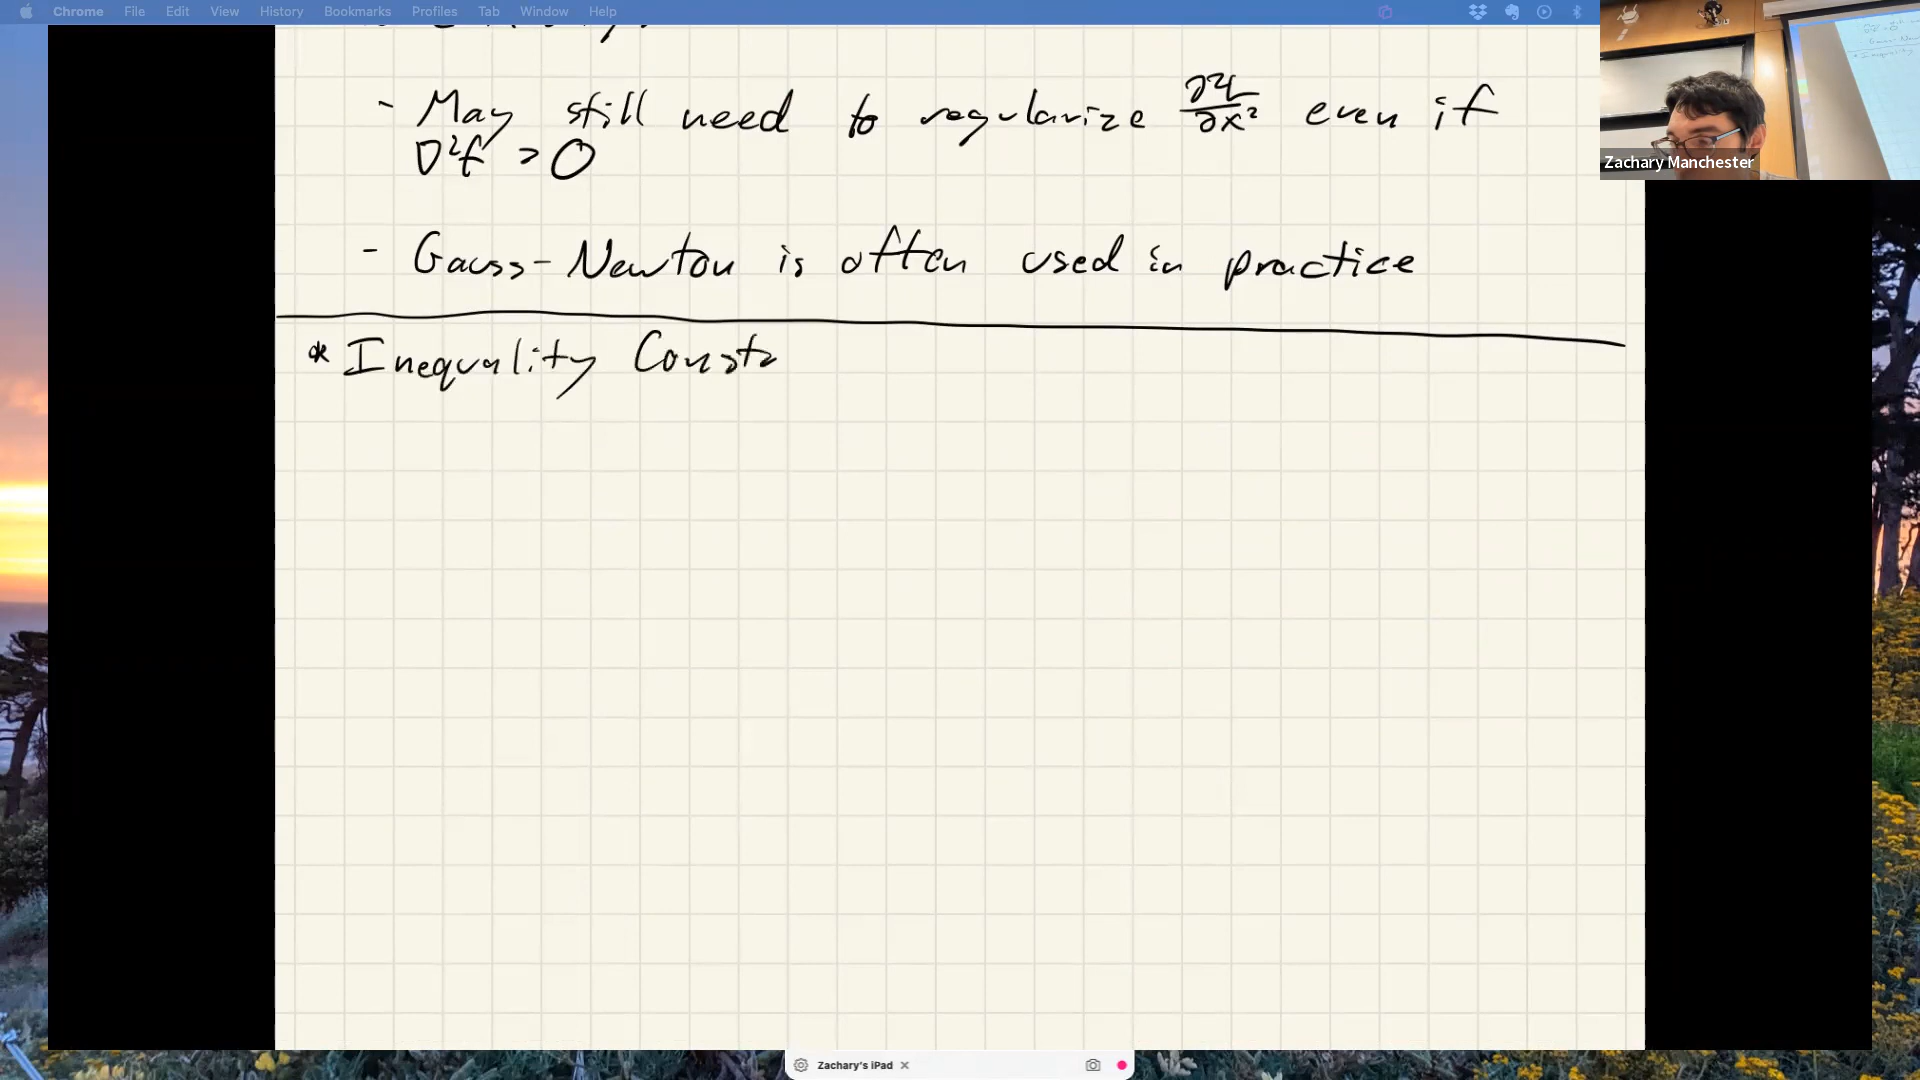 Chrome File Edit View History Bookmarks Profiles Tab Window Help
- May still need to regularize ∂²L/∂x² even if
∇²f > 0
Zachary Manchester
- Gauss-Newton is often used in practice
* Inequality Constr
Zachary's iPad